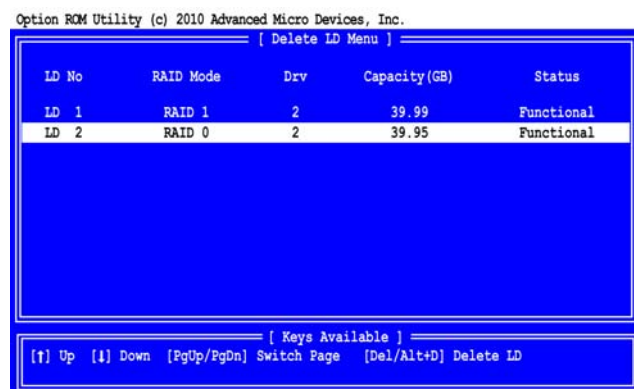 Option ROM Utility (c) 2010 Advanced Micro Devices, Inc.
[ Delete LD Menu ]
LD No RAID Mode Drv Capacity(GB) Status
LD 1 RAID 1 2 39.99 Functional
LD 2 RAID 0 2 39.95 Functional
[ Keys Available ]
[↑] Up [↓] Down [PgUp/PgDn] Switch Page [Del/Alt+D] Delete LD